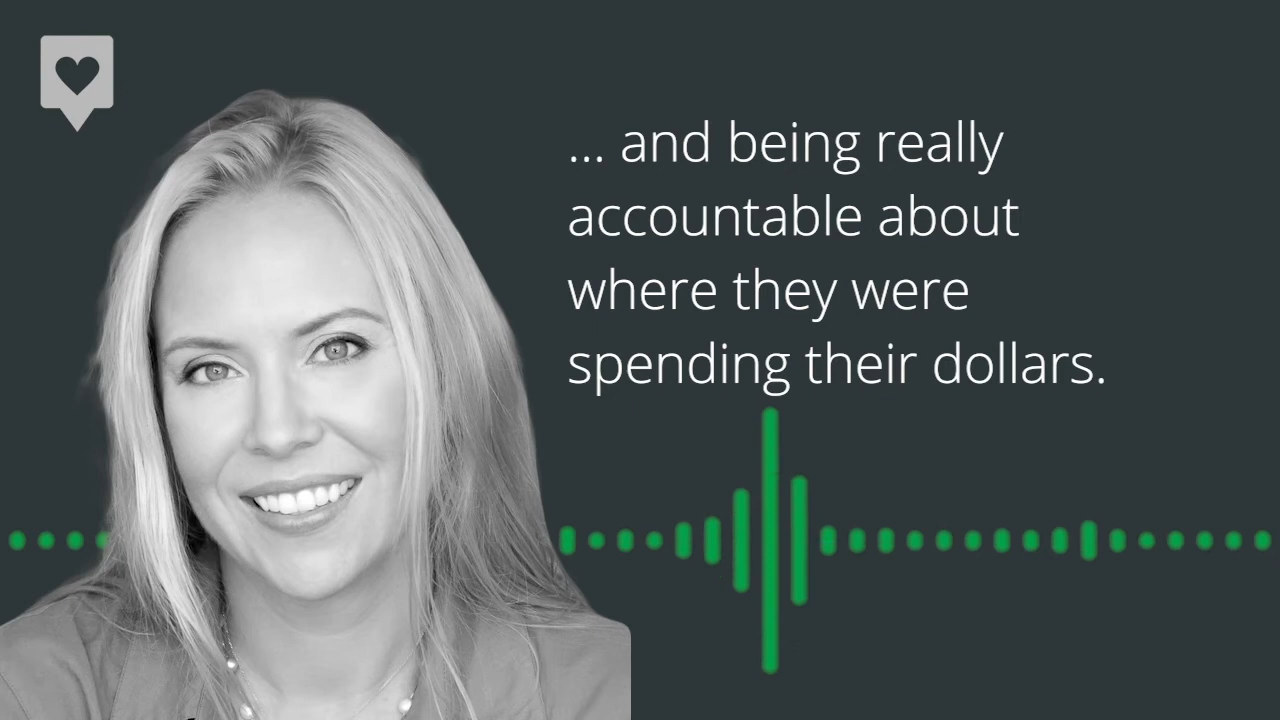 ... and being really
accountable about
where they were
spending their dollars.